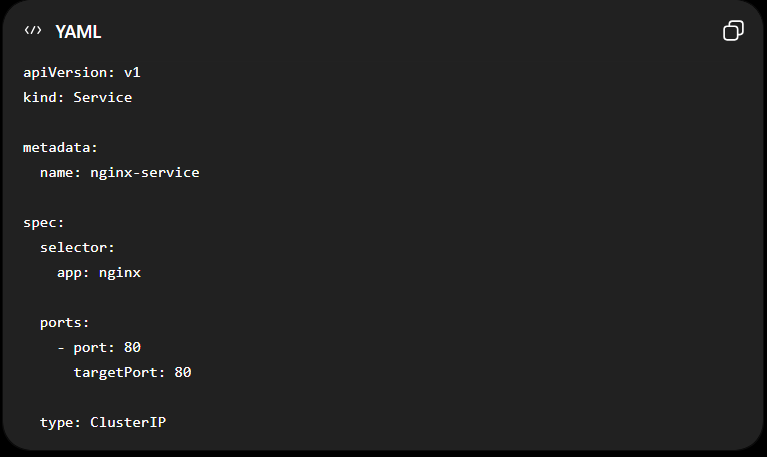 YAML
apiVersion: v1
kind: Service
metadata:
  name: nginx-service
spec:
  selector:
    app: nginx
  ports:
    - port: 80
      targetPort: 80
  type: ClusterIP